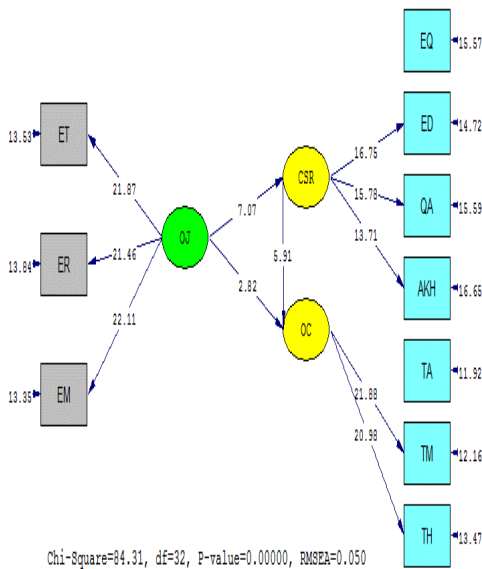 EQ
15.57
ED
14.72
13.53
ET
16.75
CSR
21.87
15.78
QA
15.59
7.07
13.71
OJ
21.46
5.91
13.84
ER
2.82
AKH
16.65
22.11
OC
TA
11.92
13.35
EM
21.88
20.98
TM
12.16
TH
13.47
Chi-Square=84.31, df=32, P-value=0.00000, RMSEA=0.050